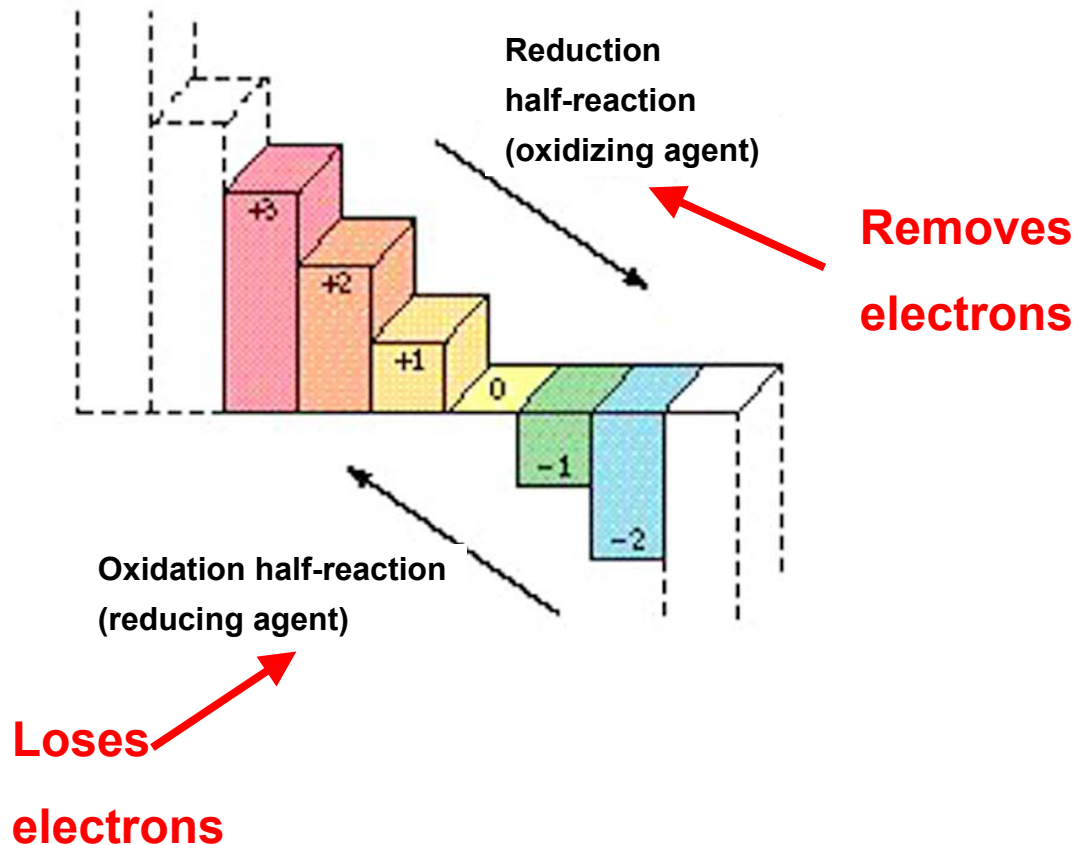 Reduction
half-reaction
(oxidizing agent)
Removes
electrons
+3
+2
+1
0
-1
-2
Oxidation half-reaction
(reducing agent)
Loses
electrons